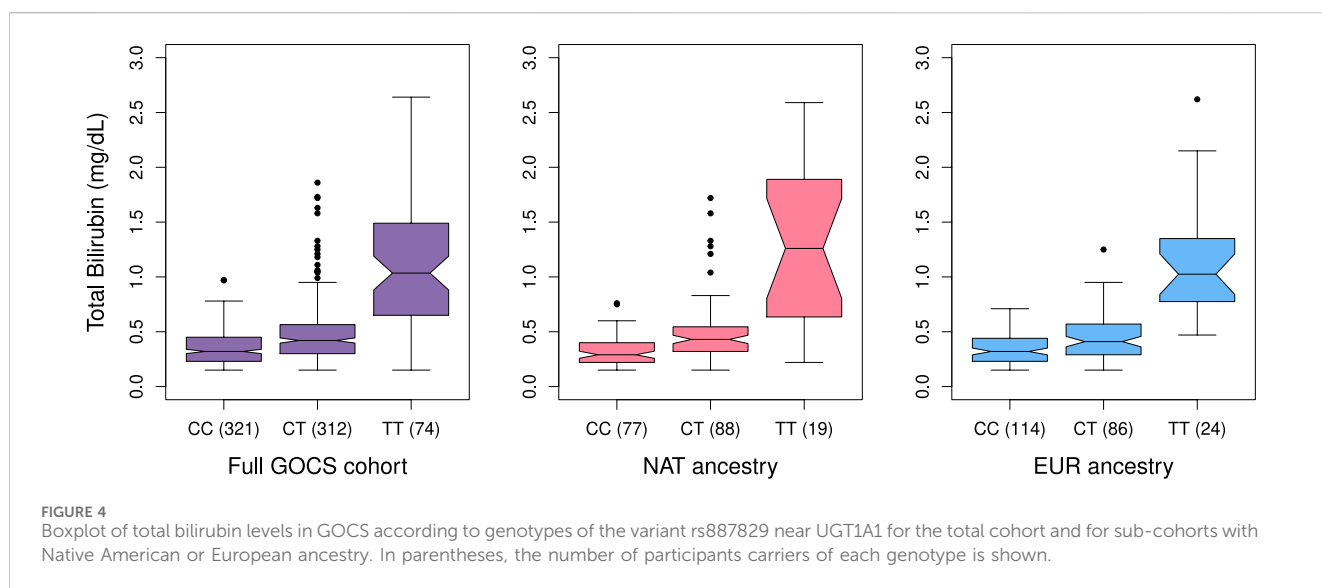 Total Bilirubin (mg/dL)
0.0 0.5 1.0 1.5 2.0 2.5 3.0
CC (321) CT (312) TT (74)
Full GOCS cohort
0.0 0.5 1.0 1.5 2.0 2.5 3.0
CC (77) CT (88) TT (19)
NAT ancestry
0.0 0.5 1.0 1.5 2.0 2.5 3.0
CC (114) CT (86) TT (24)
EUR ancestry
FIGURE 4
Boxplot of total bilirubin levels in GOCS according to genotypes of the variant rs887829 near UGT1A1 for the total cohort and for sub-cohorts with
Native American or European ancestry. In parentheses, the number of participants carriers of each genotype is shown.